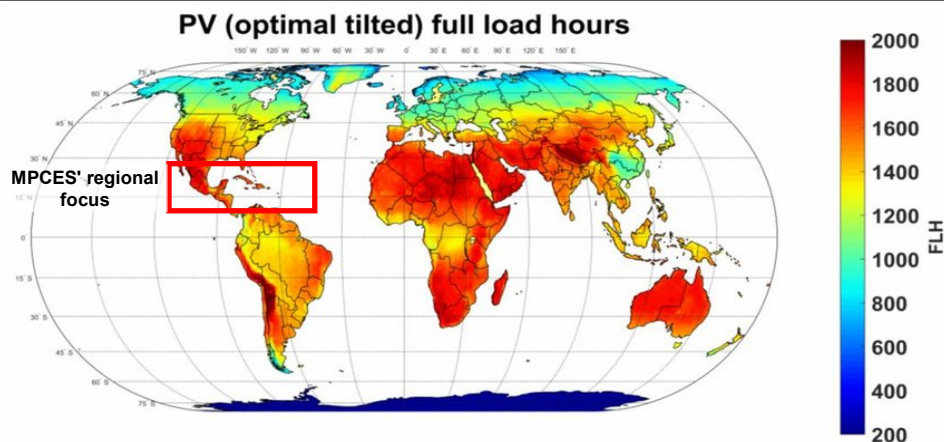 PV (optimal tilted) full load hours
150° W 120° W 90° W 60° W 30° W 0° 30° E 60° E 90° E 120° E 150° E
75° N
60° N
45° N
30° N
15° N
0°
15° S
30° S
45° S
60° S
75° S
MPCES' regional
focus
2000
1800
1600
1400
1200
1000
800
600
400
200
FLH